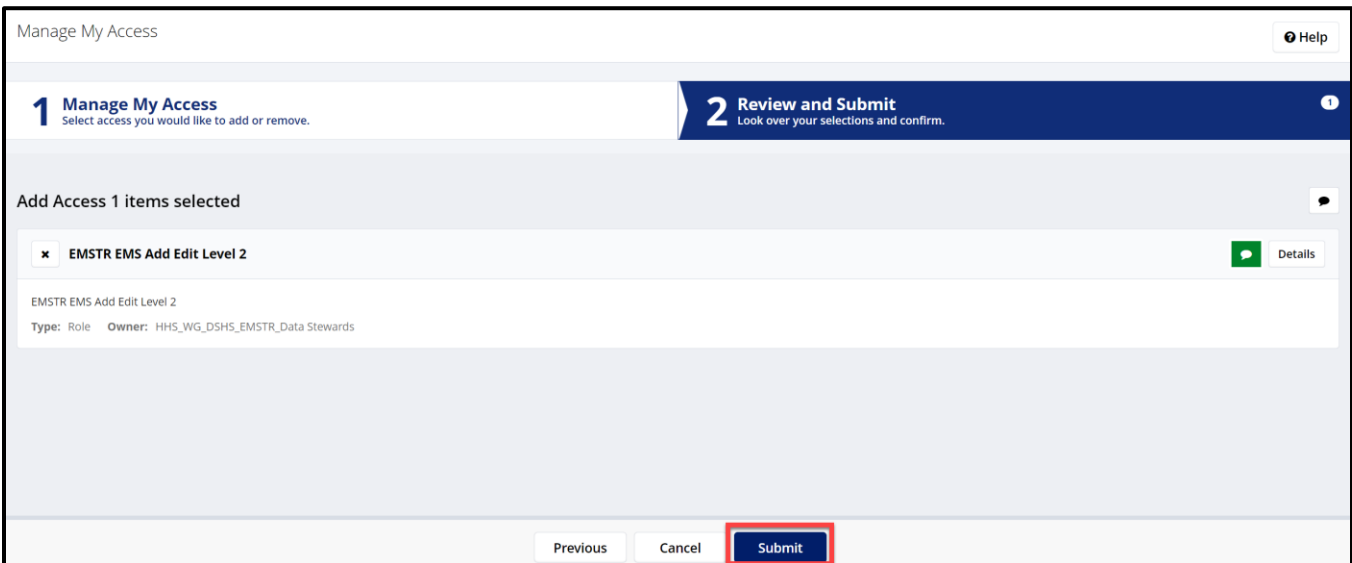 Manage My Access
Help
1 Manage My Access
Select access you would like to add or remove.
2 Review and Submit
Look over your selections and confirm.
1
Add Access 1 items selected
EMSTR EMS Add Edit Level 2
Details
EMSTR EMS Add Edit Level 2
Type: Role Owner: HHS_WG_DSHS_EMSTR_Data Stewards
Previous Cancel Submit